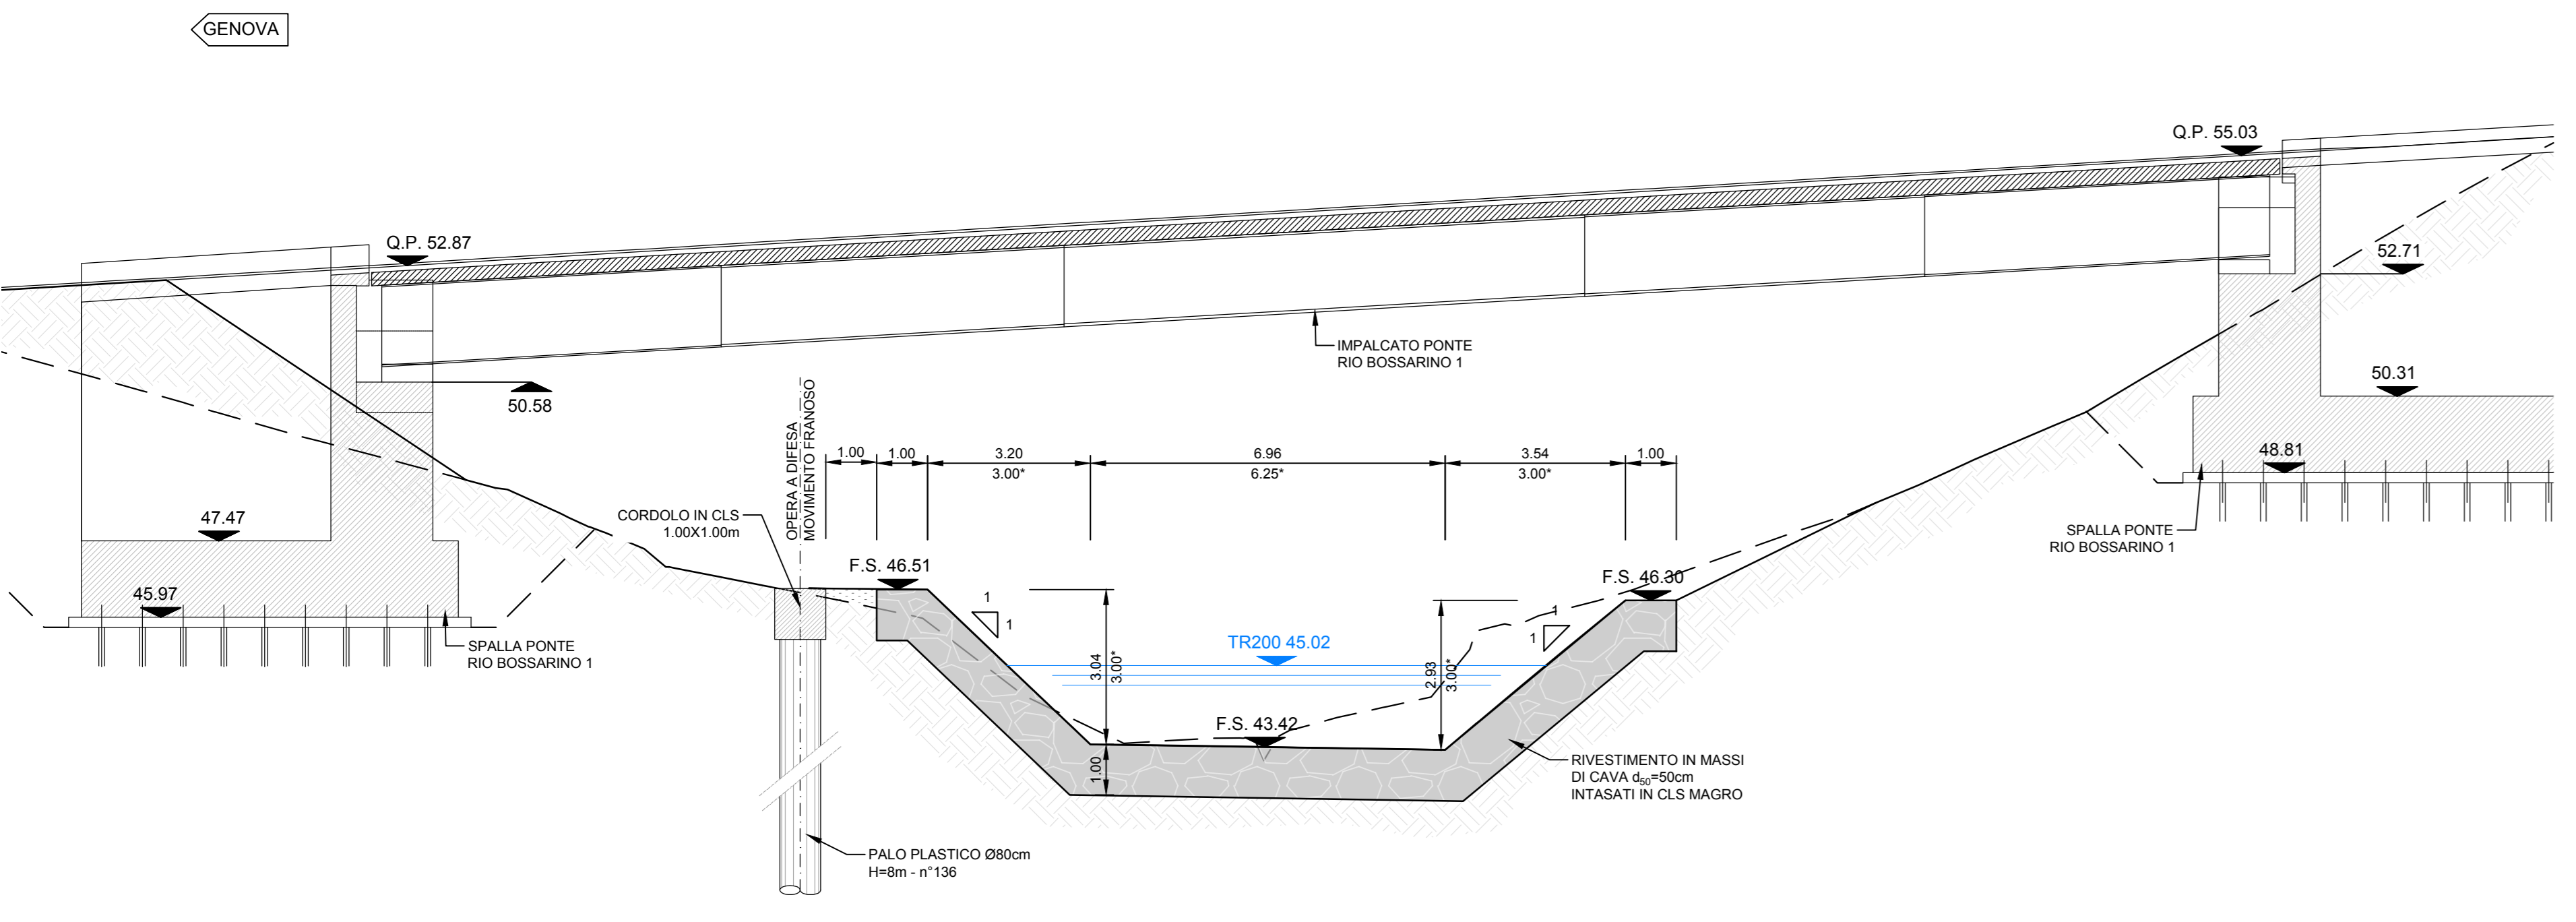 GENOVA
Q.P. 55.03
Q.P. 52.87
52.71
IMPALCATO PONTE
RIO BOSSARINO 1
50.58
50.31
OPERA A DIFESA
MOVIMENTO FRANOSO
1.00
1.00
3.20
3.00*
6.96
6.25*
3.54
3.00*
1.00
48.81
47.47
CORDOLO IN CLS
1.00X1.00m
SPALLA PONTE
RIO BOSSARINO 1
F.S. 46.51
F.S. 46.30
45.97
1
1
1
1
TR200 45.02
SPALLA PONTE
RIO BOSSARINO 1
3.04
3.00*
2.93
3.00*
F.S. 43.42
1.00
RIVESTIMENTO IN MASSI
DI CAVA d50=50cm
INTASATI IN CLS MAGRO
PALO PLASTICO Ø80cm
H=8m - n°136